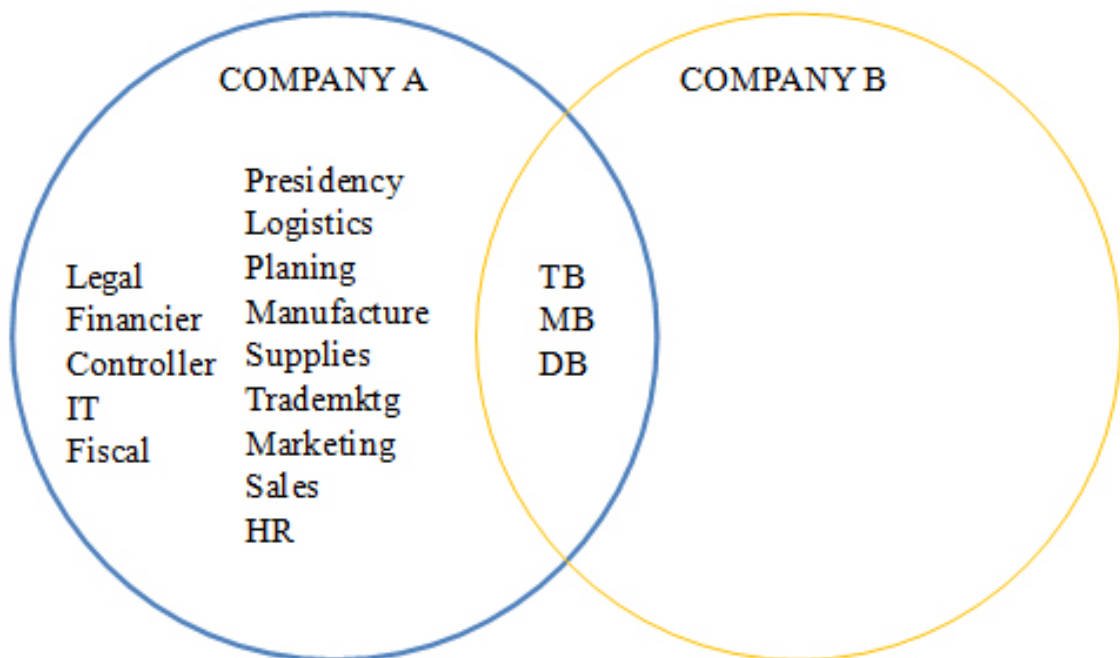 COMPANY A
COMPANY B
Legal
Financier
Controller
IT
Fiscal
Presidency
Logistics
Planing
Manufacture
Supplies
Trademktg
Marketing
Sales
HR
TB
MB
DB